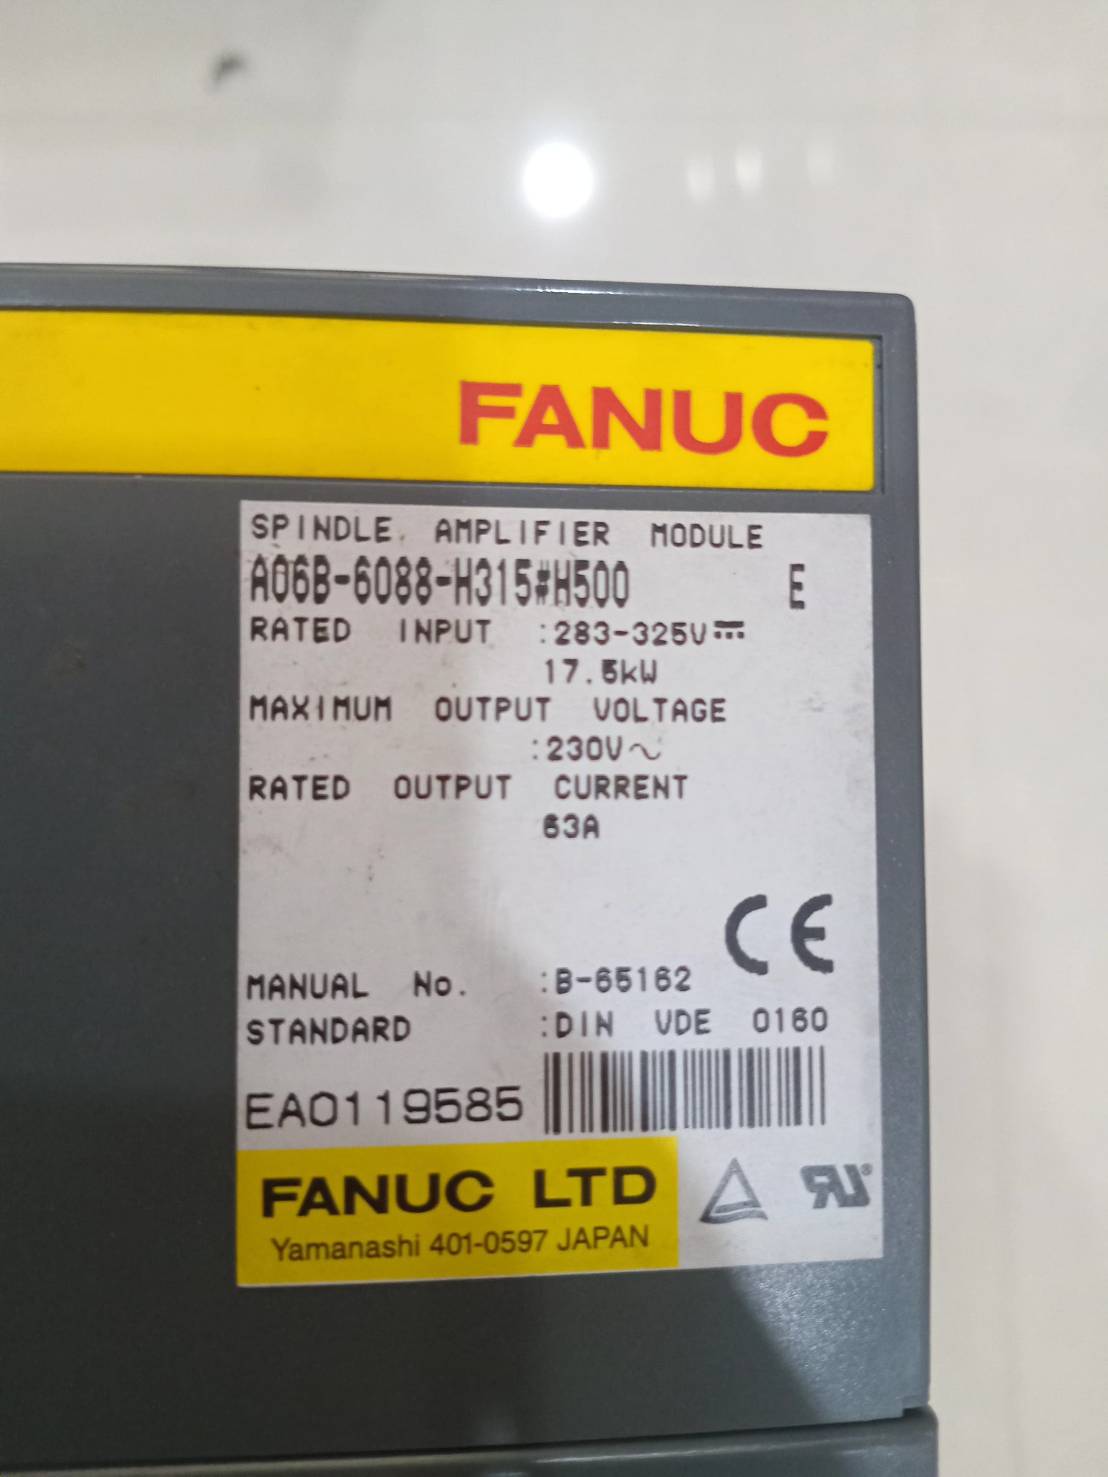 FANUC
SPINDLE AMPLIFIER MODULE
A06B-6088-H315#H500 E
RATED INPUT :283-325V⎓
17.5kW
MAXIMUM OUTPUT VOLTAGE
:230V~
RATED OUTPUT CURRENT
63A
CE
MANUAL No. :B-65162
STANDARD :DIN VDE 0160
EA0119585
FANUC LTD
Yamanashi 401-0597 JAPAN